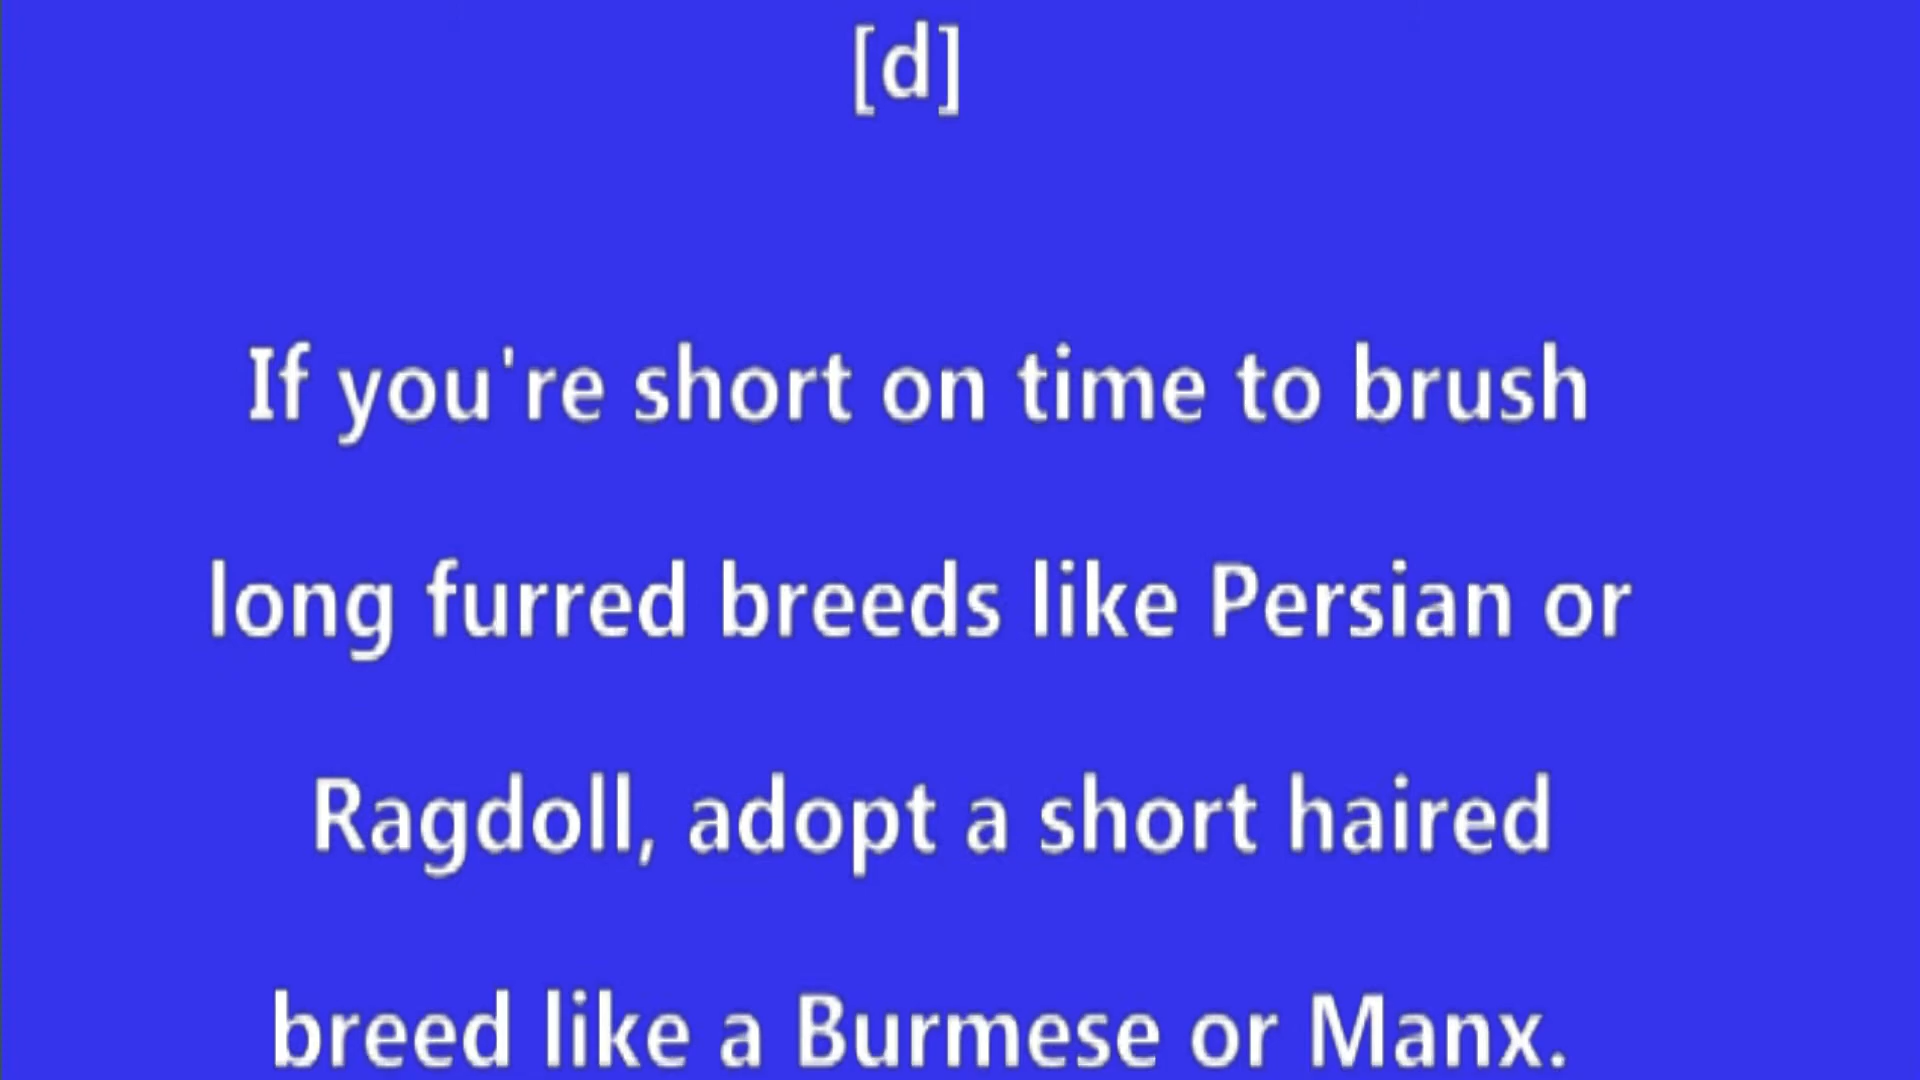 [d]
If you're short on time to brush
long furred breeds like Persian or
Ragdoll, adopt a short haired
breed like a Burmese or Manx.